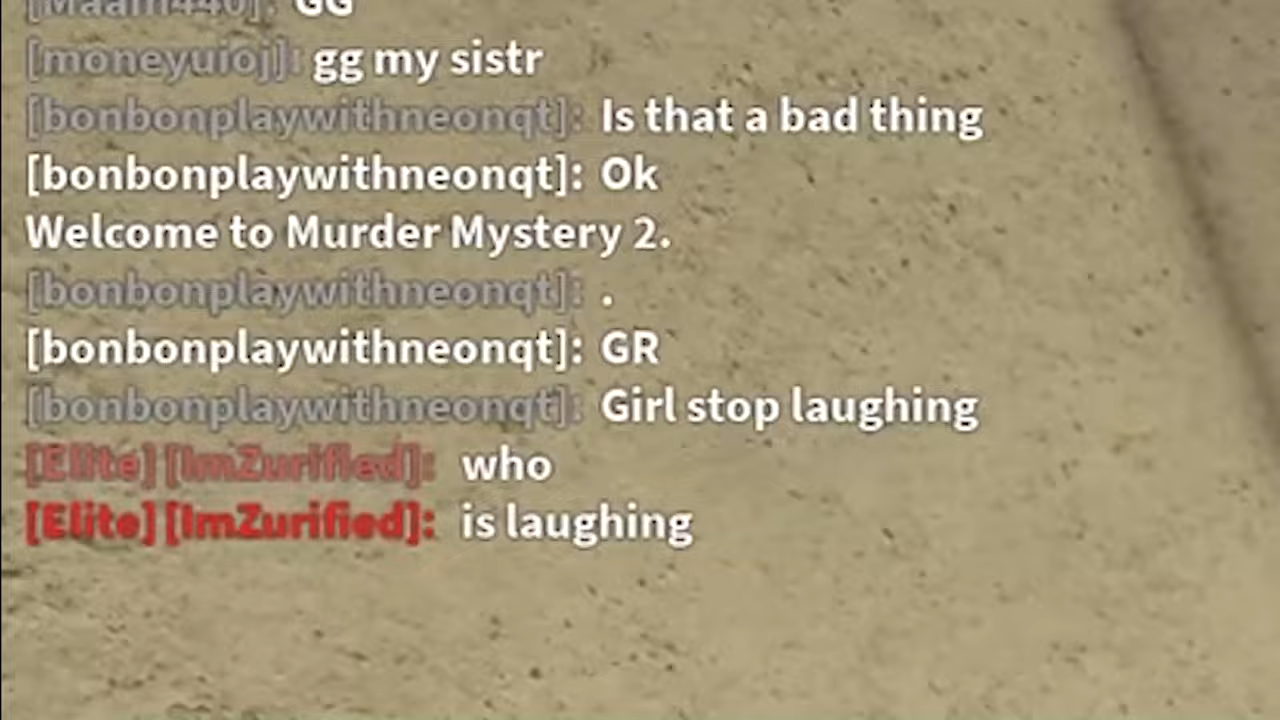 GG
[moneyuioj]: gg my sistr
[bonbonplaywithneonqt]: Is that a bad thing
[bonbonplaywithneonqt]: Ok
Welcome to Murder Mystery 2.
[bonbonplaywithneonqt]: .
[bonbonplaywithneonqt]: GR
[bonbonplaywithneonqt]: Girl stop laughing
[Elite] [ImZurified]: who
[Elite] [ImZurified]: is laughing